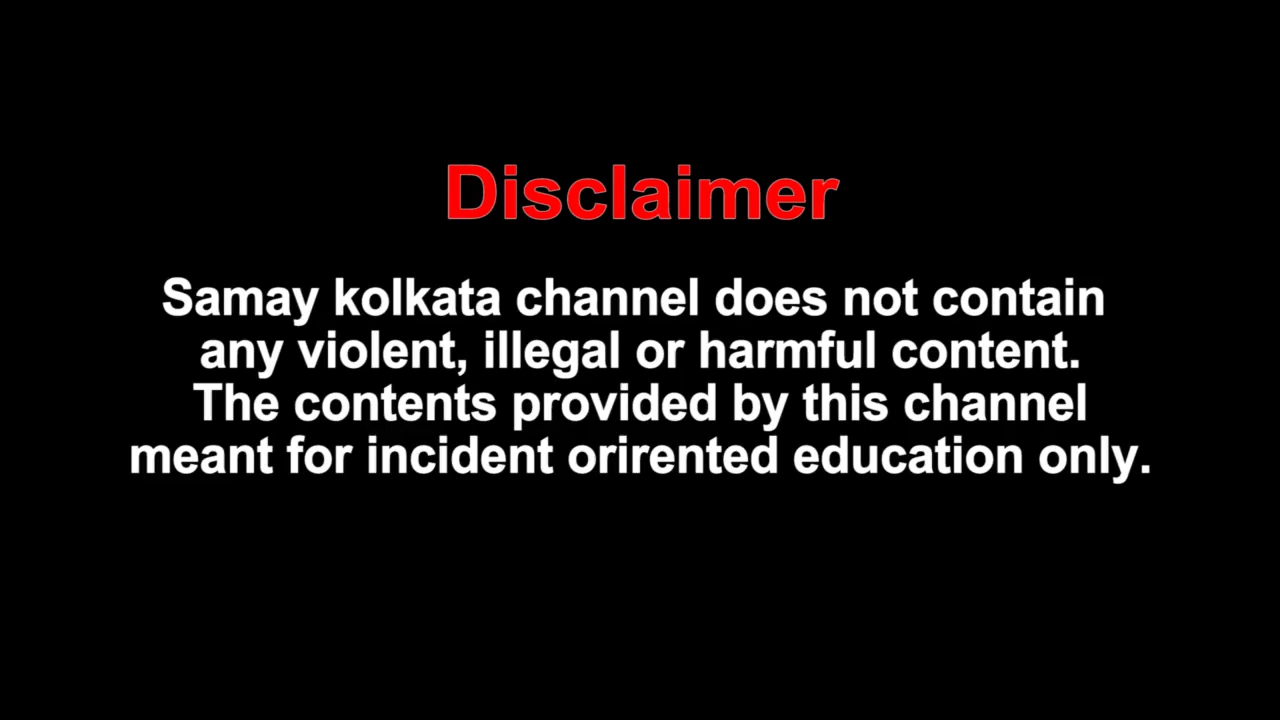 Disclaimer
Samay kolkata channel does not contain
any violent, illegal or harmful content.
The contents provided by this channel
meant for incident orirented education only.